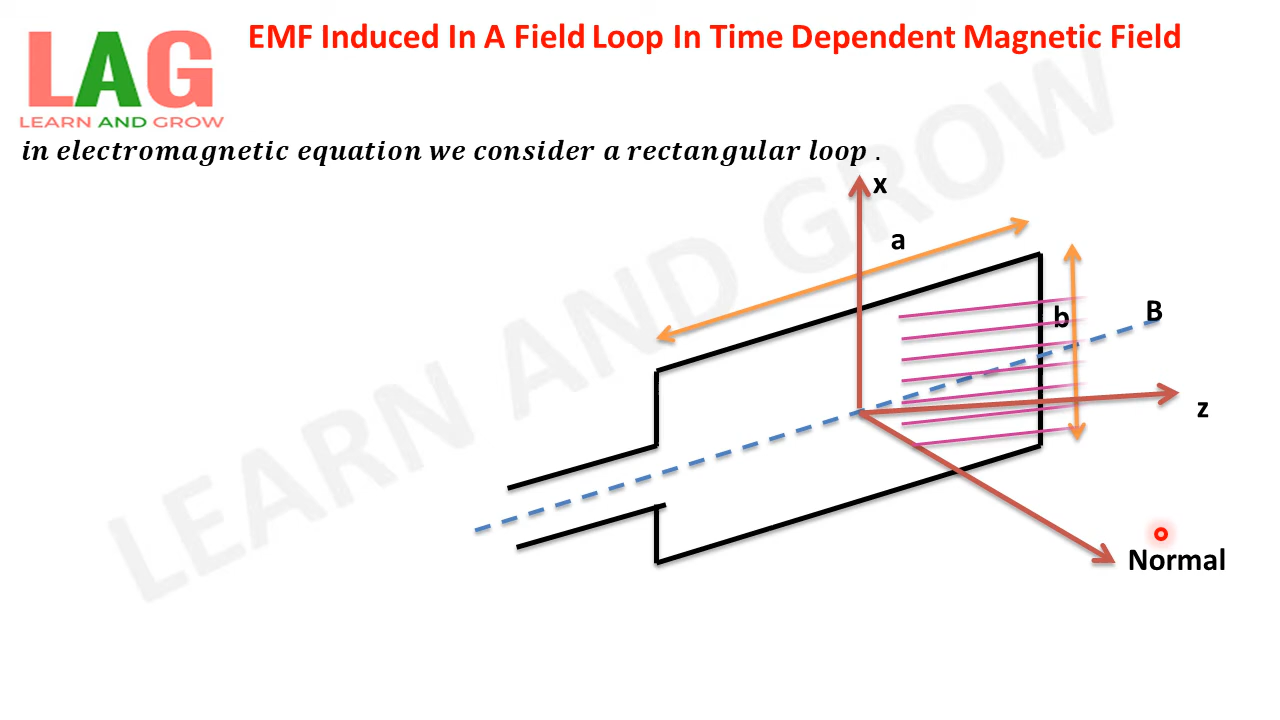 EMF Induced In A Field Loop In Time Dependent Magnetic Field
LAG
LEARN AND GROW
in electromagnetic equation we consider a rectangular loop .
x
a
b
B
z
Normal
LEARN AND GROW